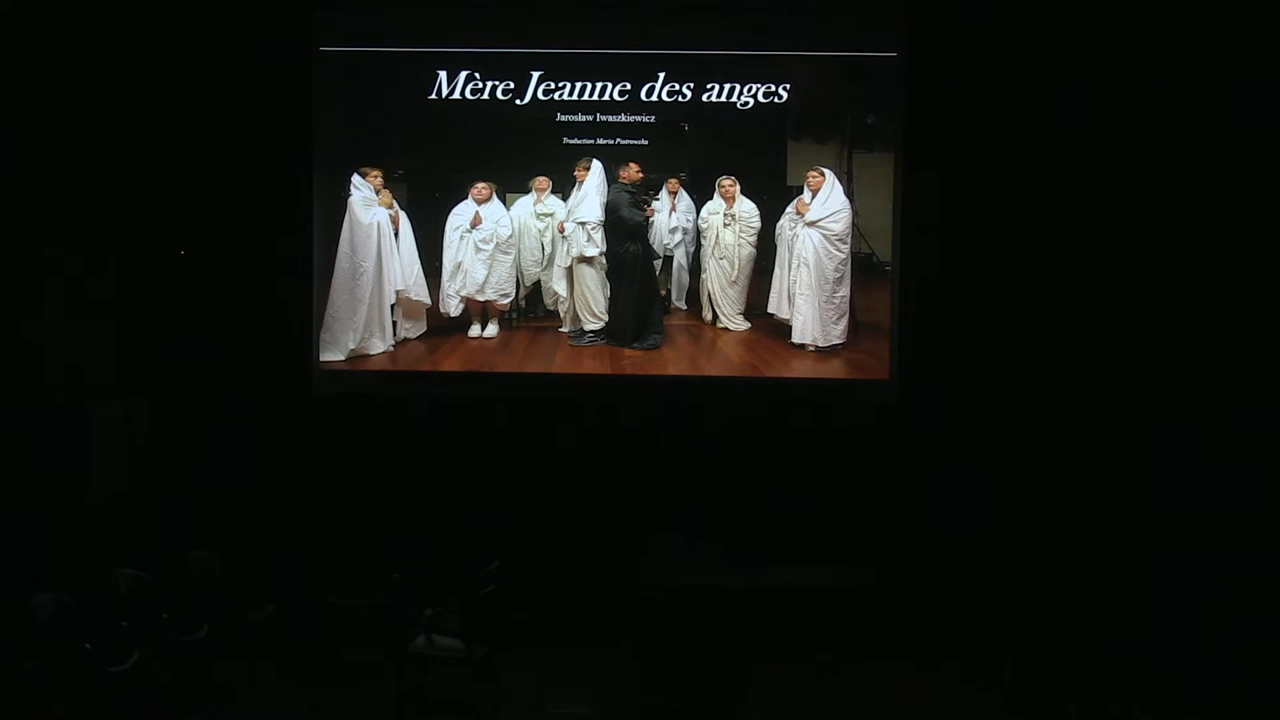 Mère Jeanne des anges
Jarosław Iwaszkiewicz
Traduction Maria Piotrowska